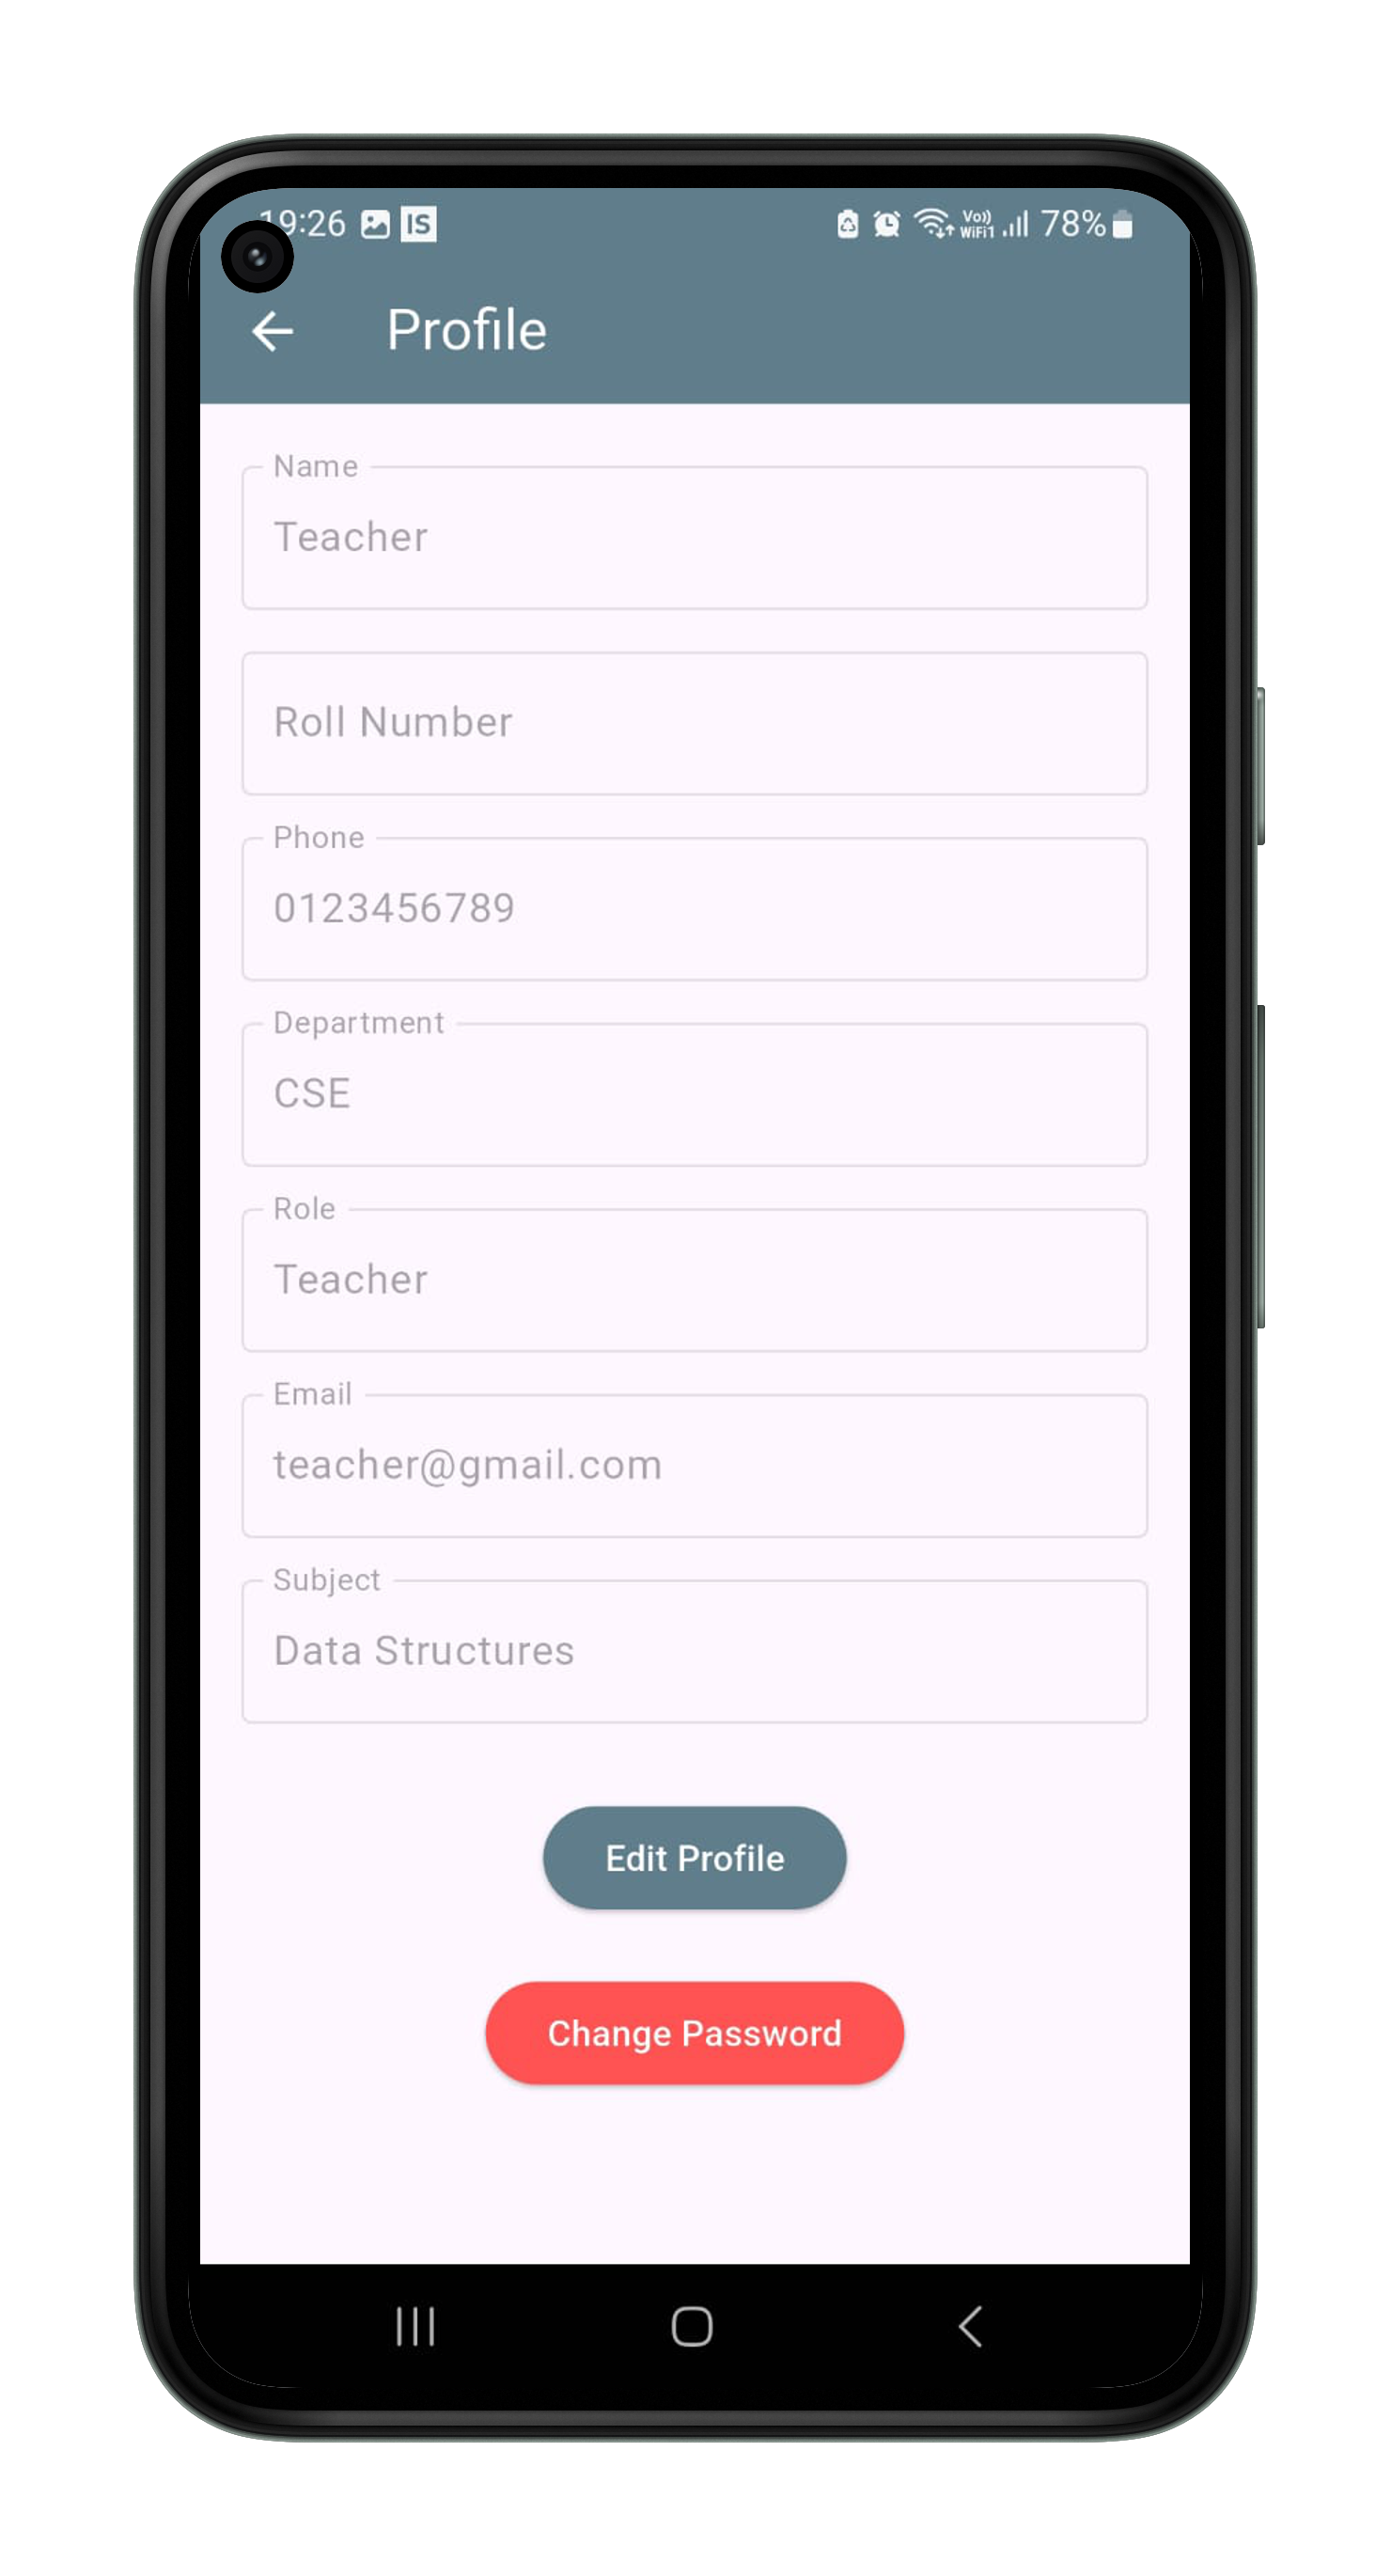 19:26 IS Vo)) WiFi1 78%
Profile
Name
Teacher
Roll Number
Phone
0123456789
Department
CSE
Role
Teacher
Email
teacher@gmail.com
Subject
Data Structures
Edit Profile
Change Password